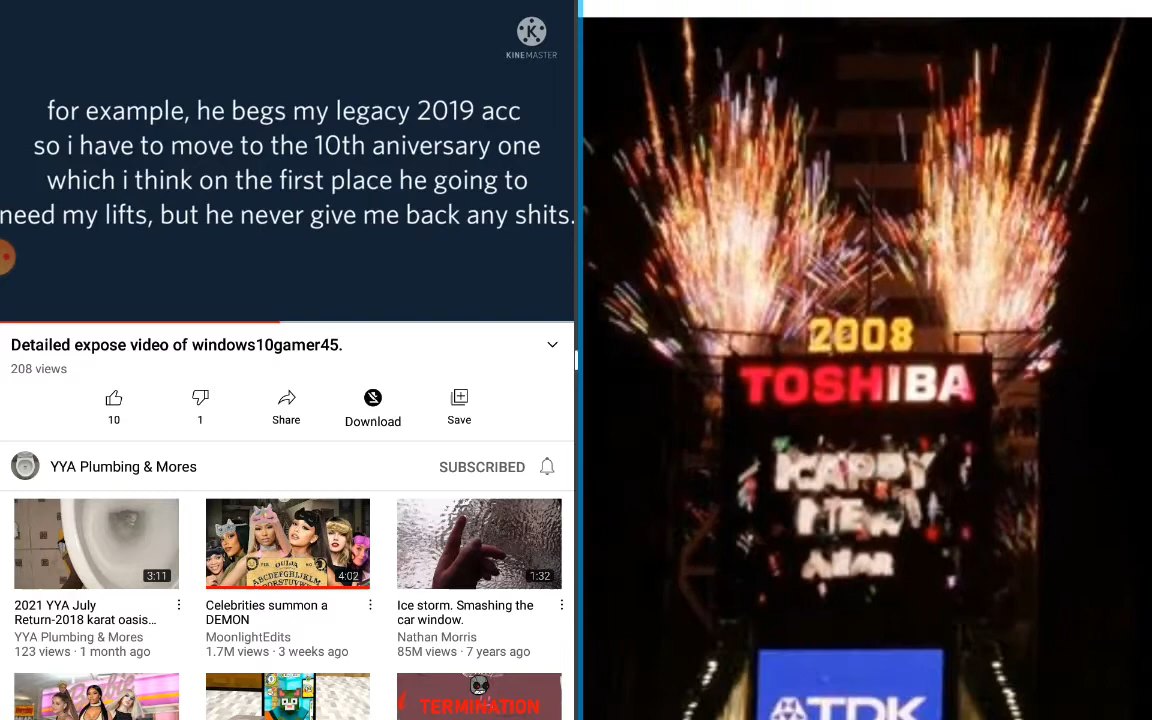 KINEMASTER
for example, he begs my legacy 2019 acc
so i have to move to the 10th aniversary one
which i think on the first place he going to
need my lifts, but he never give me back any shits.
Detailed expose video of windows10gamer45.
208 views
10
1
Share
Download
Save
YYA Plumbing & Mores
SUBSCRIBED
3:11
4:02
1:32
2021 YYA July
Return-2018 karat oasis...
YYA Plumbing & Mores
123 views · 1 month ago
Celebrities summon a
DEMON
MoonlightEdits
1.7M views · 3 weeks ago
Ice storm. Smashing the
car window.
Nathan Morris
85M views · 7 years ago
OUIJA
ABCDEFGHIJKLM
Barbie
TERMINATION
2008
TOSHIBA
HAPPY
NEW
YEAR
TDK